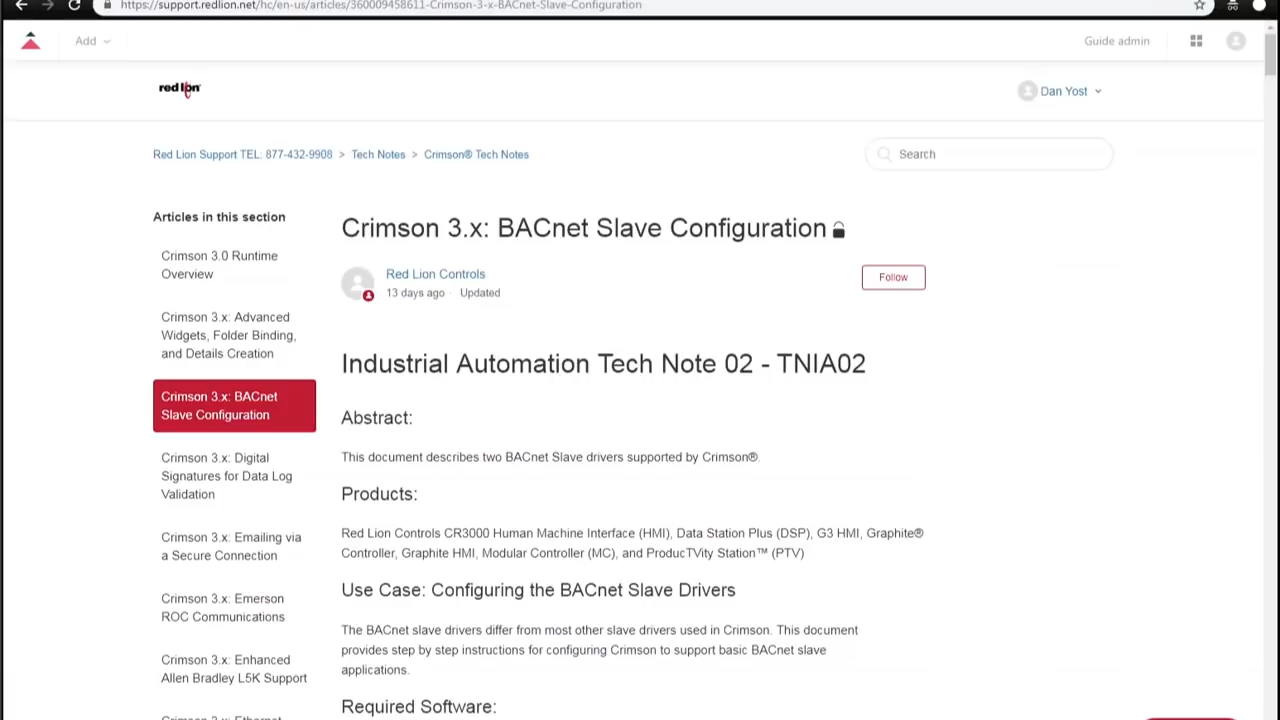 https://support.redlion.net/hc/en-us/articles/360009458611-Crimson-3-x-BACnet-Slave-Configuration
Add
Guide admin
red lion
Dan Yost
Red Lion Support TEL: 877-432-9908 > Tech Notes > Crimson® Tech Notes
Search
Articles in this section
Crimson 3.0 Runtime
Overview
Crimson 3.x: Advanced
Widgets, Folder Binding,
and Details Creation
Crimson 3.x: BACnet
Slave Configuration
Crimson 3.x: Digital
Signatures for Data Log
Validation
Crimson 3.x: Emailing via
a Secure Connection
Crimson 3.x: Emerson
ROC Communications
Crimson 3.x: Enhanced
Allen Bradley L5K Support
Crimson 3.x: Ethernet
Crimson 3.x: BACnet Slave Configuration
Red Lion Controls
13 days ago · Updated
Follow
Industrial Automation Tech Note 02 - TNIA02
Abstract:
This document describes two BACnet Slave drivers supported by Crimson®.
Products:
Red Lion Controls CR3000 Human Machine Interface (HMI), Data Station Plus (DSP), G3 HMI, Graphite®
Controller, Graphite HMI, Modular Controller (MC), and ProducTVity Station™ (PTV)
Use Case: Configuring the BACnet Slave Drivers
The BACnet slave drivers differ from most other slave drivers used in Crimson. This document
provides step by step instructions for configuring Crimson to support basic BACnet slave
applications.
Required Software: